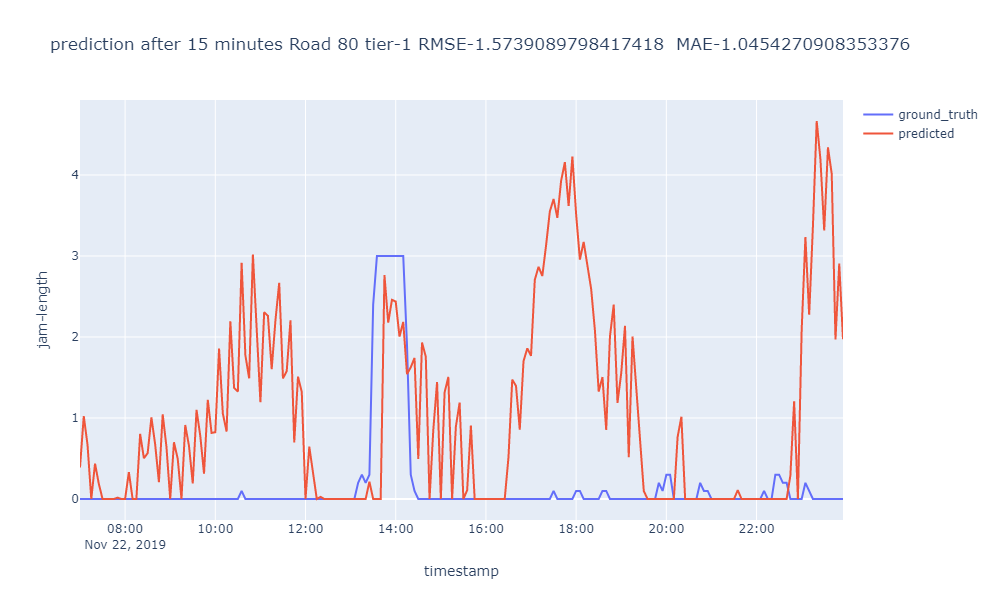 prediction after 15 minutes Road 80 tier-1 RMSE-1.5739089798417418  MAE-1.0454270908353376
ground_truth
predicted
4
3
2
1
0
jam-length
08:00 10:00 12:00 14:00 16:00 18:00 20:00 22:00
Nov 22, 2019
timestamp